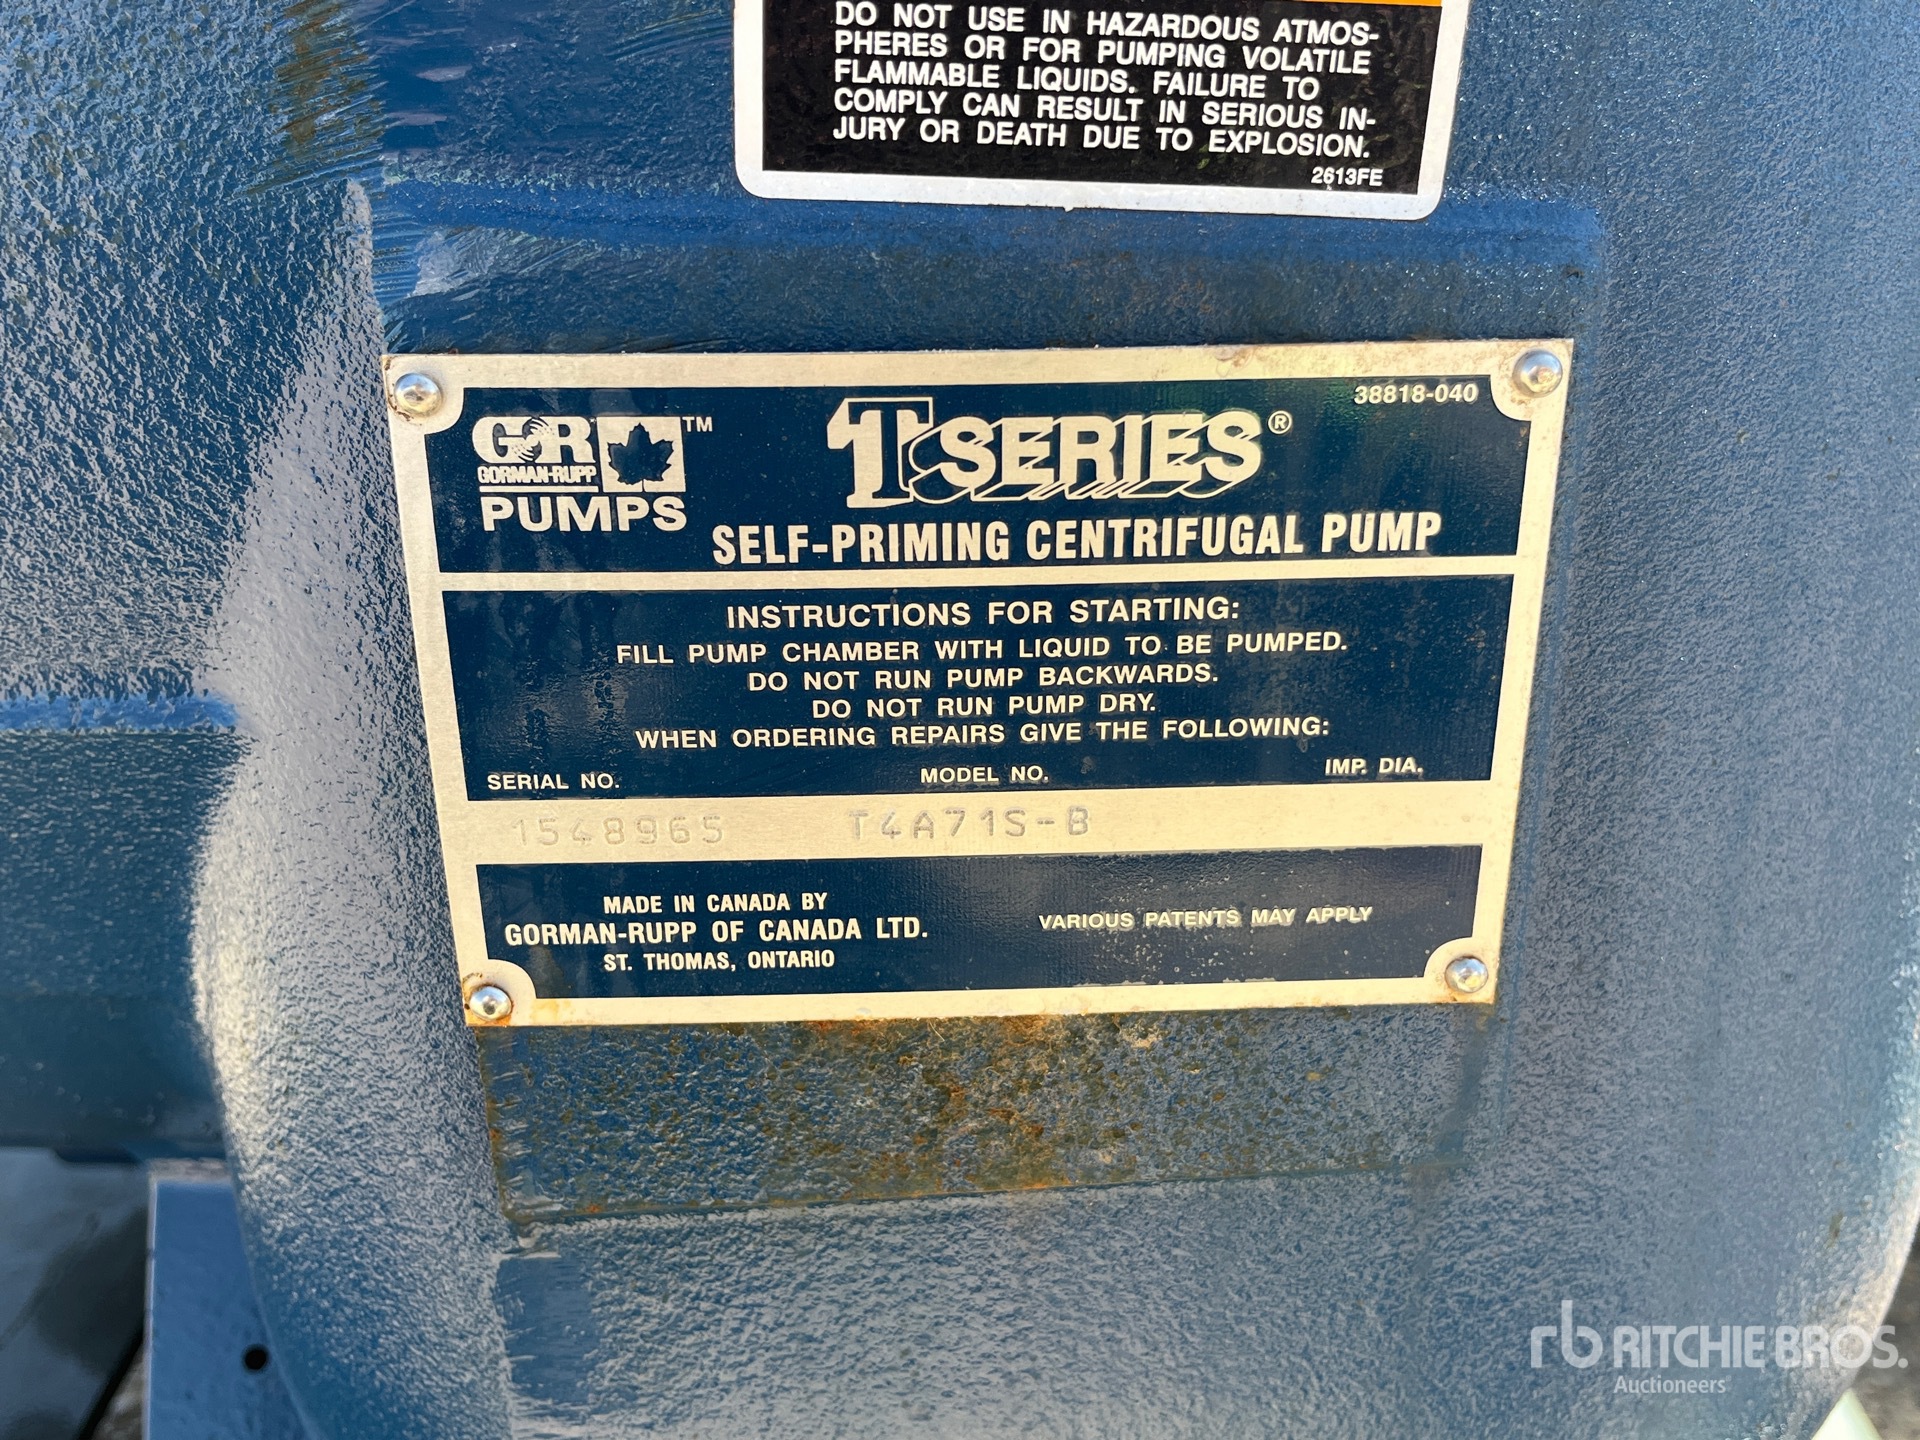 DO NOT USE IN HAZARDOUS ATMOS-
PHERES OR FOR PUMPING VOLATILE
FLAMMABLE LIQUIDS. FAILURE TO
COMPLY CAN RESULT IN SERIOUS IN-
JURY OR DEATH DUE TO EXPLOSION.
2613FE
38818-040
G&R
GORMAN-RUPP
PUMPS
TM
T SERIES®
SELF-PRIMING CENTRIFUGAL PUMP
INSTRUCTIONS FOR STARTING:
FILL PUMP CHAMBER WITH LIQUID TO BE PUMPED.
DO NOT RUN PUMP BACKWARDS.
DO NOT RUN PUMP DRY.
WHEN ORDERING REPAIRS GIVE THE FOLLOWING:
SERIAL NO. MODEL NO. IMP. DIA.
1548965 T4A71S-B
MADE IN CANADA BY
GORMAN-RUPP OF CANADA LTD.
ST. THOMAS, ONTARIO
VARIOUS PATENTS MAY APPLY
rb RITCHIE BROS.
Auctioneers